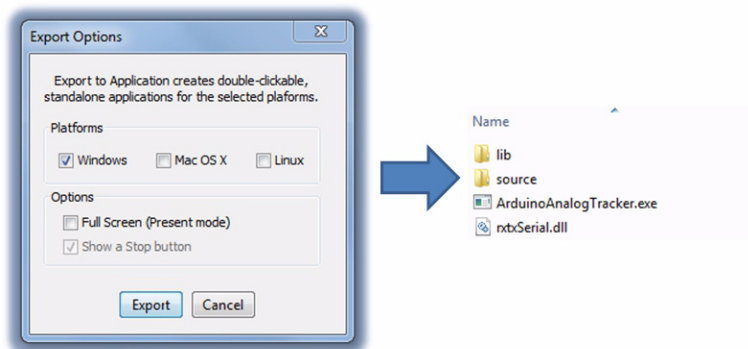 Export Options
Export to Application creates double-clickable,
standalone applications for the selected plaforms.
Platforms
Windows
Mac OS X
Linux
Options
Full Screen (Present mode)
Show a Stop button
Export
Cancel
Name
lib
source
ArduinoAnalogTracker.exe
rxtxSerial.dll